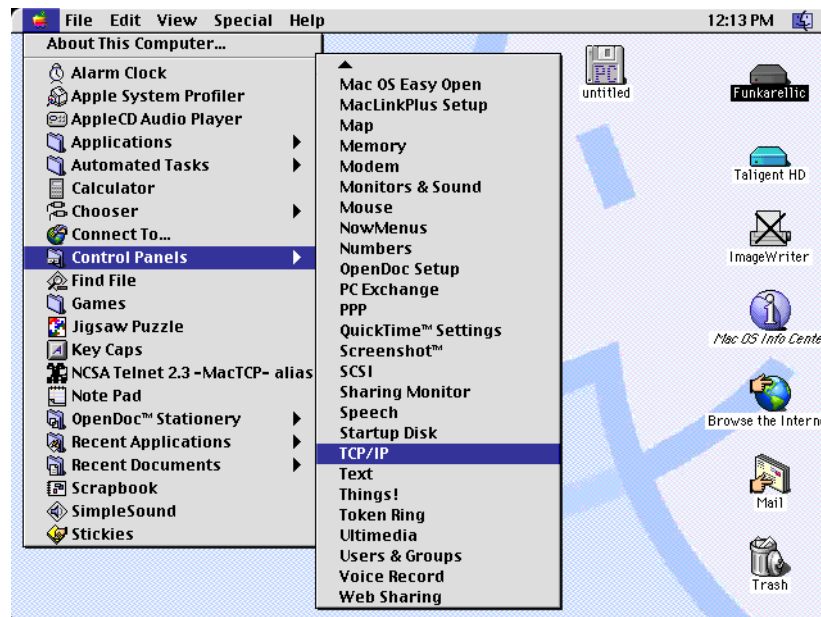 File Edit View Special Help 12:13 PM
About This Computer...
Alarm Clock
Apple System Profiler
AppleCD Audio Player
Applications
Automated Tasks
Calculator
Chooser
Connect To...
Control Panels
Find File
Games
Jigsaw Puzzle
Key Caps
NCSA Telnet 2.3 -MacTCP- alias
Note Pad
OpenDoc™ Stationery
Recent Applications
Recent Documents
Scrapbook
SimpleSound
Stickies
Mac OS Easy Open
MacLinkPlus Setup
Map
Memory
Modem
Monitors & Sound
Mouse
NowMenus
Numbers
OpenDoc Setup
PC Exchange
PPP
QuickTime™ Settings
Screenshot™
SCSI
Sharing Monitor
Speech
Startup Disk
TCP/IP
Text
Things!
Token Ring
Ultimedia
Users & Groups
Voice Record
Web Sharing
PC
untitled
Funkarellic
Taligent HD
ImageWriter
Mac OS Info Cente
Browse the Intern
Mail
Trash